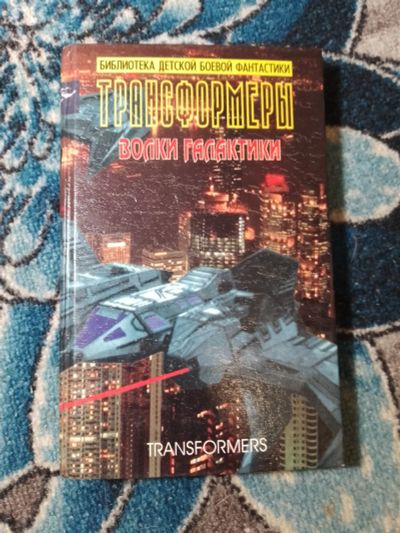 БИБЛИОТЕКА ДЕТСКОЙ БОЕВОЙ ФАНТАСТИКИ
ТРАНСФОРМЕРЫ
ВОЛКИ ГАЛАКТИКИ
TRANSFORMERS